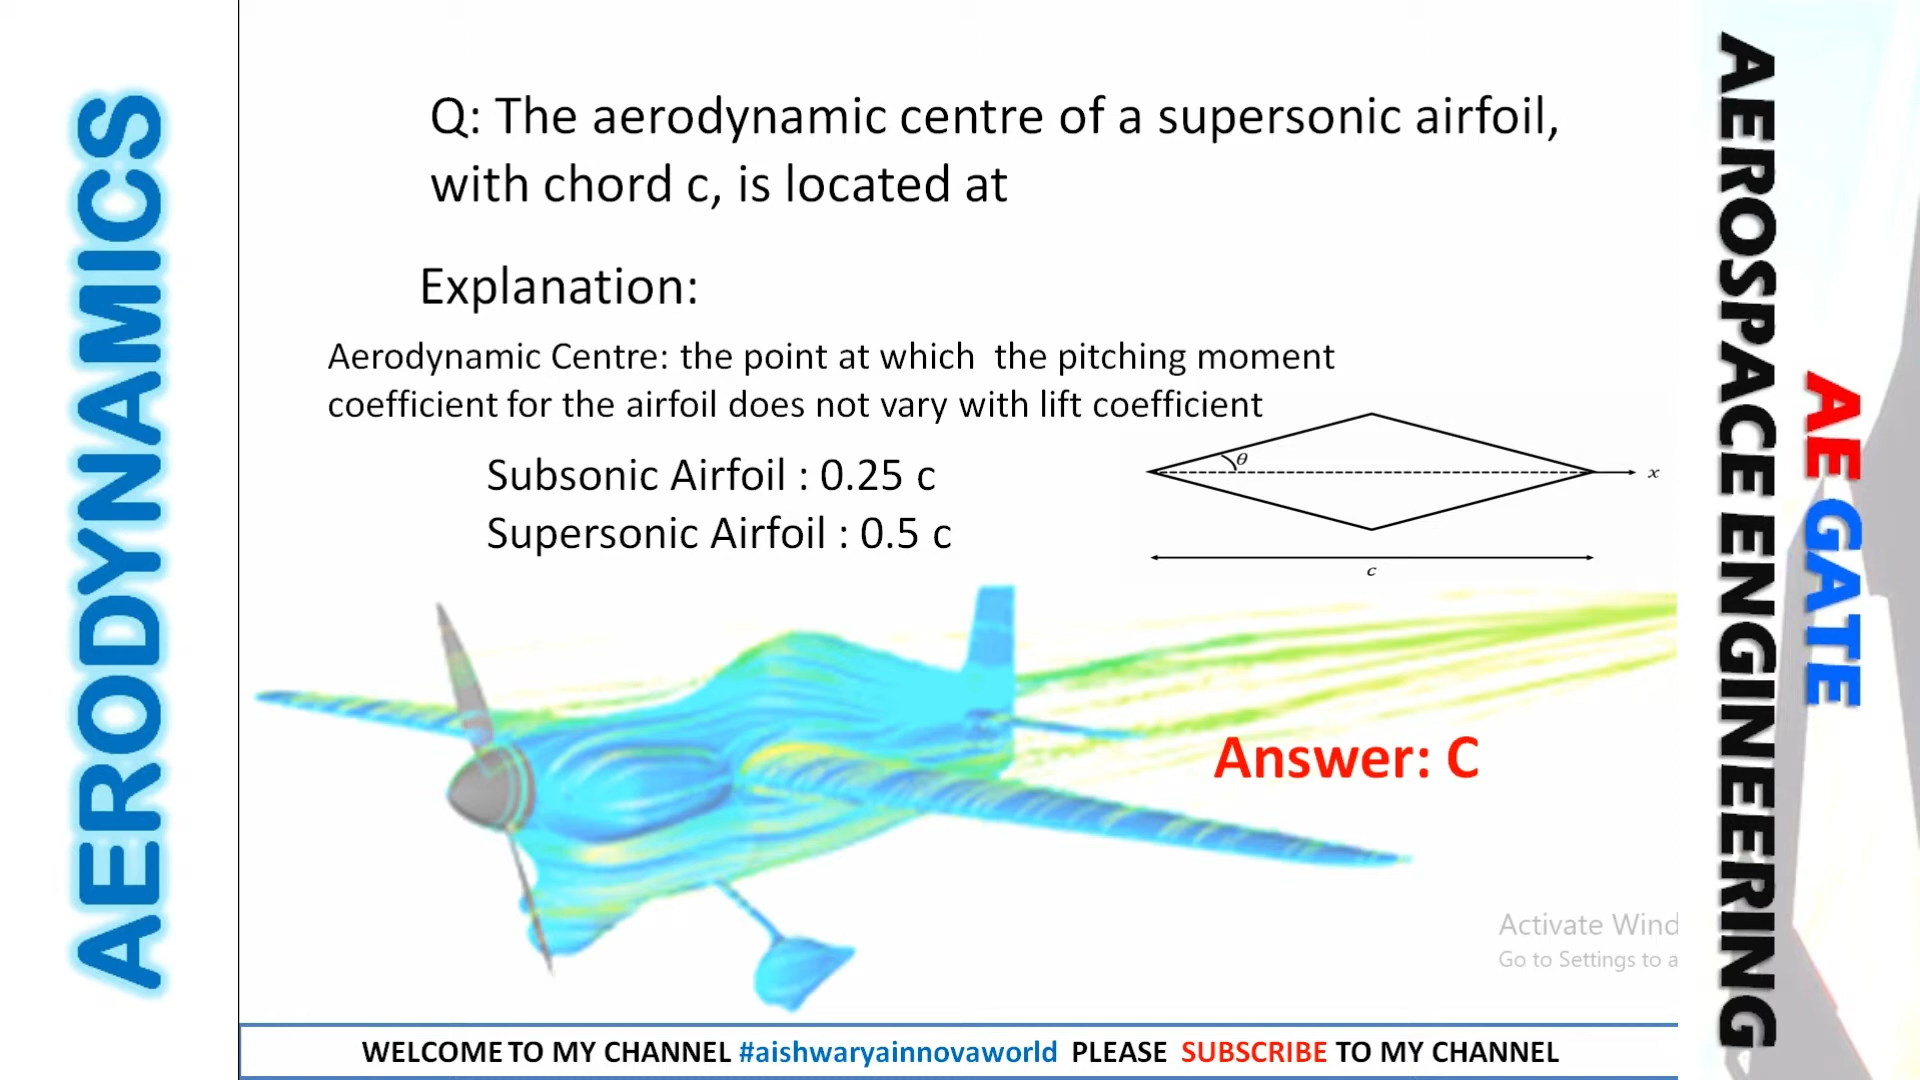 AERODYNAMICS
Q: The aerodynamic centre of a supersonic airfoil,
with chord c, is located at
Explanation:
Aerodynamic Centre: the point at which the pitching moment
coefficient for the airfoil does not vary with lift coefficient
Subsonic Airfoil : 0.25 c
Supersonic Airfoil : 0.5 c
θ
x
c
Answer: C
Activate Wind
Go to Settings to a
WELCOME TO MY CHANNEL #aishwaryainnovaworld PLEASE SUBSCRIBE TO MY CHANNEL
AEROSPACE ENGINEERING
AE GATE